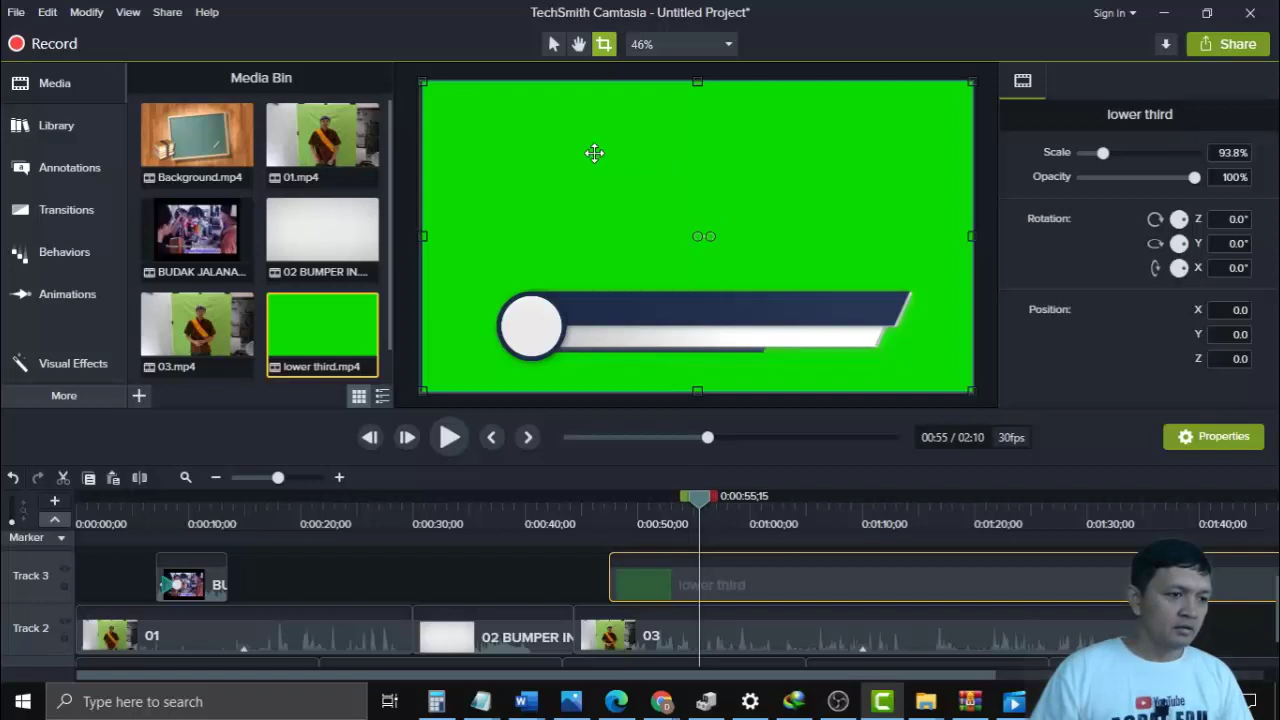 File Edit Modify View Share Help
TechSmith Camtasia - Untitled Project*
Sign In
Record
46%
Share
Media
Library
Annotations
Transitions
Behaviors
Animations
Visual Effects
More
Media Bin
Background.mp4
01.mp4
BUDAK JALANA...
02 BUMPER IN....
03.mp4
lower third.mp4
lower third
Scale 93.8%
Opacity 100%
Rotation: Z 0.0°
Y 0.0°
X 0.0°
Position: X 0.0
Y 0.0
Z 0.0
00:55 / 02:10 30fps
Properties
0:00:55;15
0:00:00;00 0:00:10;00 0:00:20;00 0:00:30;00 0:00:40;00 0:00:50;00 0:01:00;00 0:01:10;00 0:01:20;00 0:01:30;00 0:01:40;00
Marker
Track 3
BU
lower third
Track 2
01
02 BUMPER IN
03
Type here to search
YouTube